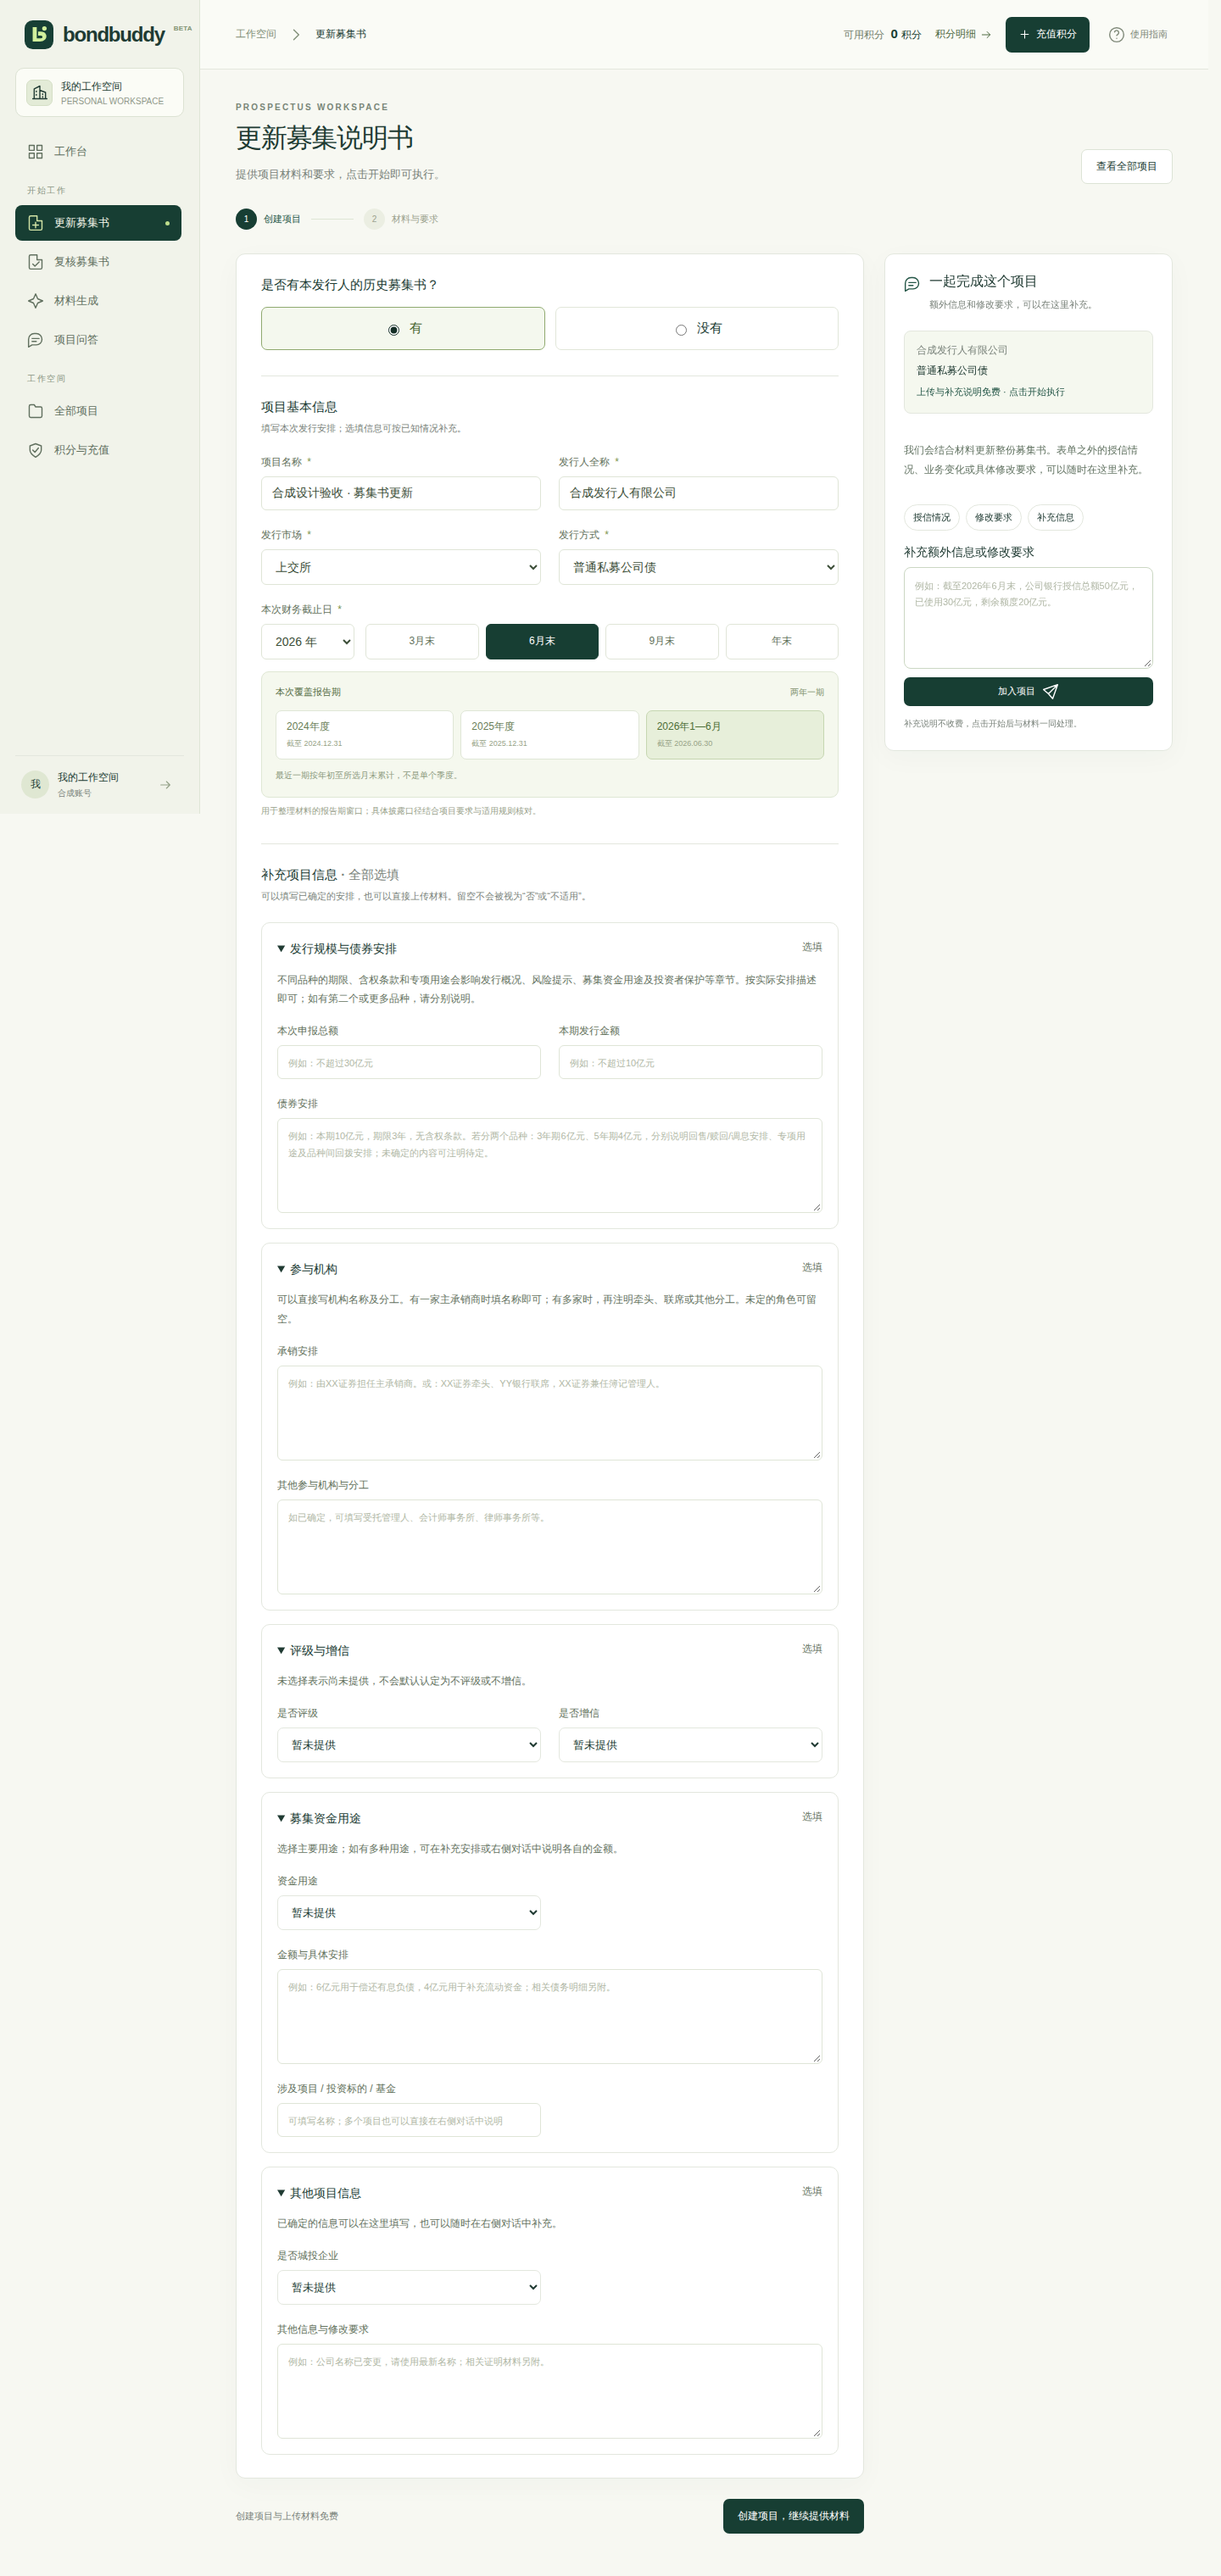 bondbuddy BETA
我的工作空间
PERSONAL WORKSPACE
工作台
开始工作
更新募集书
复核募集书
材料生成
项目问答
工作空间
全部项目
积分与充值
我
我的工作空间
合成账号
工作空间
更新募集书
可用积分 0 积分
积分明细
充值积分
使用指南
PROSPECTUS WORKSPACE
更新募集说明书
提供项目材料和要求，点击开始即可执行。
查看全部项目
1 创建项目
2 材料与要求
是否有本发行人的历史募集书？
有
没有
项目基本信息
填写本次发行安排；选填信息可按已知情况补充。
项目名称 *
发行人全称 *
合成设计验收 · 募集书更新
合成发行人有限公司
发行市场 *
发行方式 *
上交所
普通私募公司债
本次财务截止日 *
2026 年
3月末
6月末
9月末
年末
本次覆盖报告期
两年一期
2024年度
截至 2024.12.31
2025年度
截至 2025.12.31
2026年1—6月
截至 2026.06.30
最近一期按年初至所选月末累计，不是单个季度。
用于整理材料的报告期窗口；具体披露口径结合项目要求与适用规则核对。
补充项目信息 · 全部选填
可以填写已确定的安排，也可以直接上传材料。留空不会被视为“否”或“不适用”。
发行规模与债券安排
选填
不同品种的期限、含权条款和专项用途会影响发行概况、风险提示、募集资金用途及投资者保护等章节。按实际安排描述
即可；如有第二个或更多品种，请分别说明。
本次申报总额
本期发行金额
例如：不超过30亿元
例如：不超过10亿元
债券安排
例如：本期10亿元，期限3年，无含权条款。若分两个品种：3年期6亿元、5年期4亿元，分别说明回售/赎回/调息安排、专项用
途及品种间回拨安排；未确定的内容可注明待定。
参与机构
选填
可以直接写机构名称及分工。有一家主承销商时填名称即可；有多家时，再注明牵头、联席或其他分工。未定的角色可留
空。
承销安排
例如：由XX证券担任主承销商。或：XX证券牵头、YY银行联席，XX证券兼任簿记管理人。
其他参与机构与分工
如已确定，可填写受托管理人、会计师事务所、律师事务所等。
评级与增信
选填
未选择表示尚未提供，不会默认认定为不评级或不增信。
是否评级
是否增信
暂未提供
暂未提供
募集资金用途
选填
选择主要用途；如有多种用途，可在补充安排或右侧对话中说明各自的金额。
资金用途
暂未提供
金额与具体安排
例如：6亿元用于偿还有息负债，4亿元用于补充流动资金；相关债务明细另附。
涉及项目 / 投资标的 / 基金
可填写名称；多个项目也可以直接在右侧对话中说明
其他项目信息
选填
已确定的信息可以在这里填写，也可以随时在右侧对话中补充。
是否城投企业
暂未提供
其他信息与修改要求
例如：公司名称已变更，请使用最新名称；相关证明材料另附。
创建项目与上传材料免费
创建项目，继续提供材料
一起完成这个项目
额外信息和修改要求，可以在这里补充。
合成发行人有限公司
普通私募公司债
上传与补充说明免费 · 点击开始执行
我们会结合材料更新整份募集书。表单之外的授信情
况、业务变化或具体修改要求，可以随时在这里补充。
授信情况
修改要求
补充信息
补充额外信息或修改要求
例如：截至2026年6月末，公司银行授信总额50亿元，
已使用30亿元，剩余额度20亿元。
加入项目
补充说明不收费，点击开始后与材料一同处理。